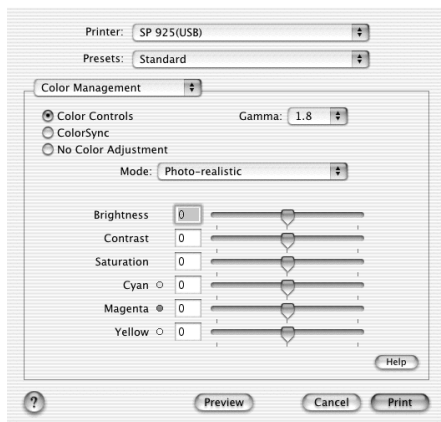 Printer: SP 925(USB)
Presets: Standard
Color Management
Color Controls
Gamma: 1.8
ColorSync
No Color Adjustment
Mode: Photo-realistic
Brightness 0
Contrast 0
Saturation 0
Cyan 0
Magenta 0
Yellow 0
Help
? Preview Cancel Print